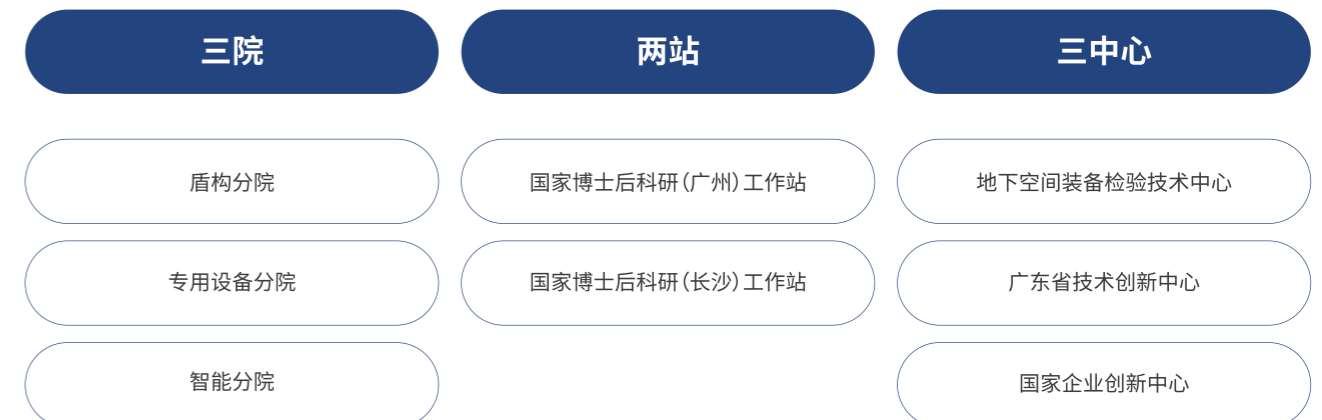 三院
盾构分院
专用设备分院
智能分院
两站
国家博士后科研(广州)工作站
国家博士后科研(长沙)工作站
三中心
地下空间装备检验技术中心
广东省技术创新中心
国家企业创新中心